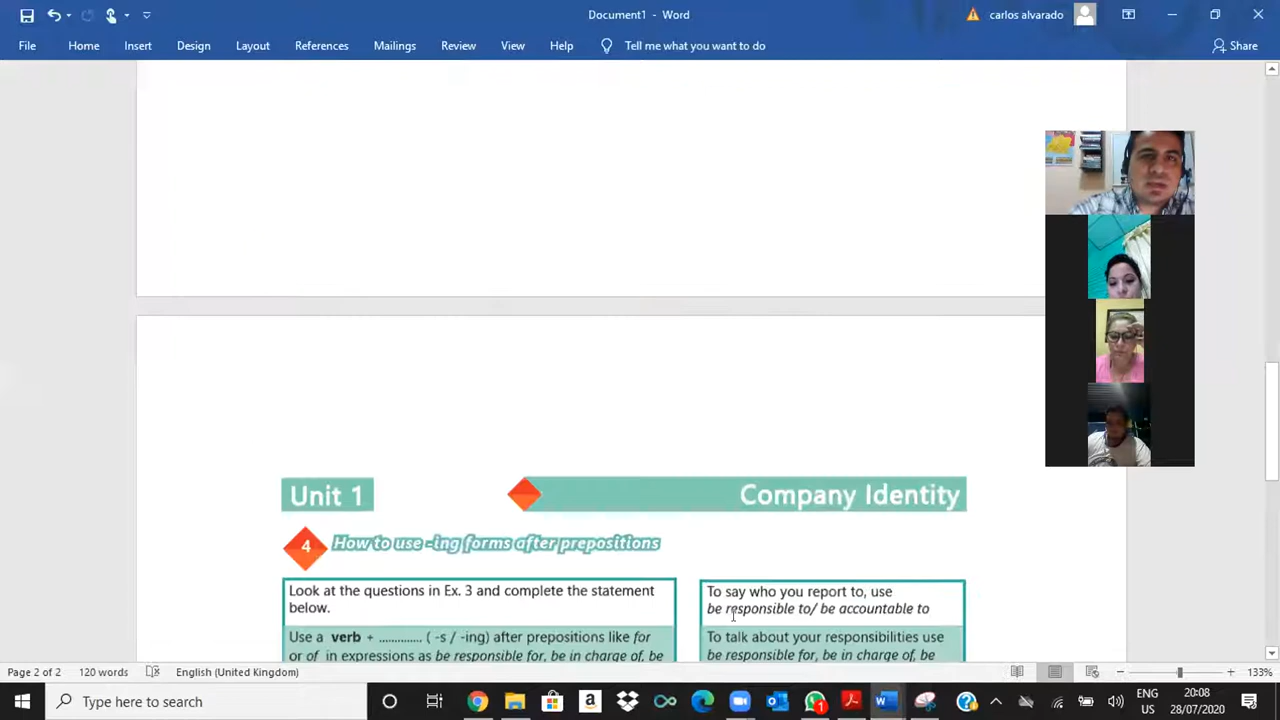 Document1 - Word
carlos alvarado
File Home Insert Design Layout References Mailings Review View Help Tell me what you want to do Share
Unit 1
Company Identity
4 How to use -ing forms after prepositions
Look at the questions in Ex. 3 and complete the statement
below.
Use a verb + ............. ( -s / -ing) after prepositions like for
or of in expressions as be responsible for, be in charge of, be
To say who you report to, use
be responsible to/ be accountable to
To talk about your responsibilities use
be responsible for, be in charge of, be
Page 2 of 2 120 words English (United Kingdom) 133%
Type here to search
1
ENG
US
20:08
28/07/2020